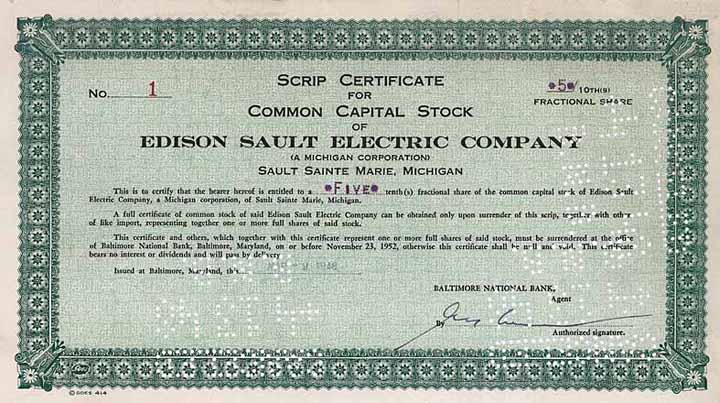 No. 1
SCRIP CERTIFICATE
FOR
COMMON CAPITAL STOCK
OF
EDISON SAULT ELECTRIC COMPANY
(A MICHIGAN CORPORATION)
SAULT SAINTE MARIE, MICHIGAN
*5*/10TH(S)
FRACTIONAL SHARE
This is to certify that the bearer hereof is entitled to a *FIVE* tenth(s) fractional share of the common capital stock of Edison Sault
Electric Company, a Michigan corporation, of Sault Sainte Marie, Michigan.
A full certificate of common stock of said Edison Sault Electric Company can be obtained only upon surrender of this scrip, together with other
of like import, representing together one or more full shares of said stock.
This certificate and others, which together with this certificate represent one or more full shares of said stock, must be surrendered at the office
of Baltimore National Bank, Baltimore, Maryland, on or before November 23, 1952, otherwise this certificate shall be null and void. This certificate
bears no interest or dividends and will pass by delivery
Issued at Baltimore, Maryland, this
BALTIMORE NATIONAL BANK,
Agent
By
Authorized signature.
© GOES 414